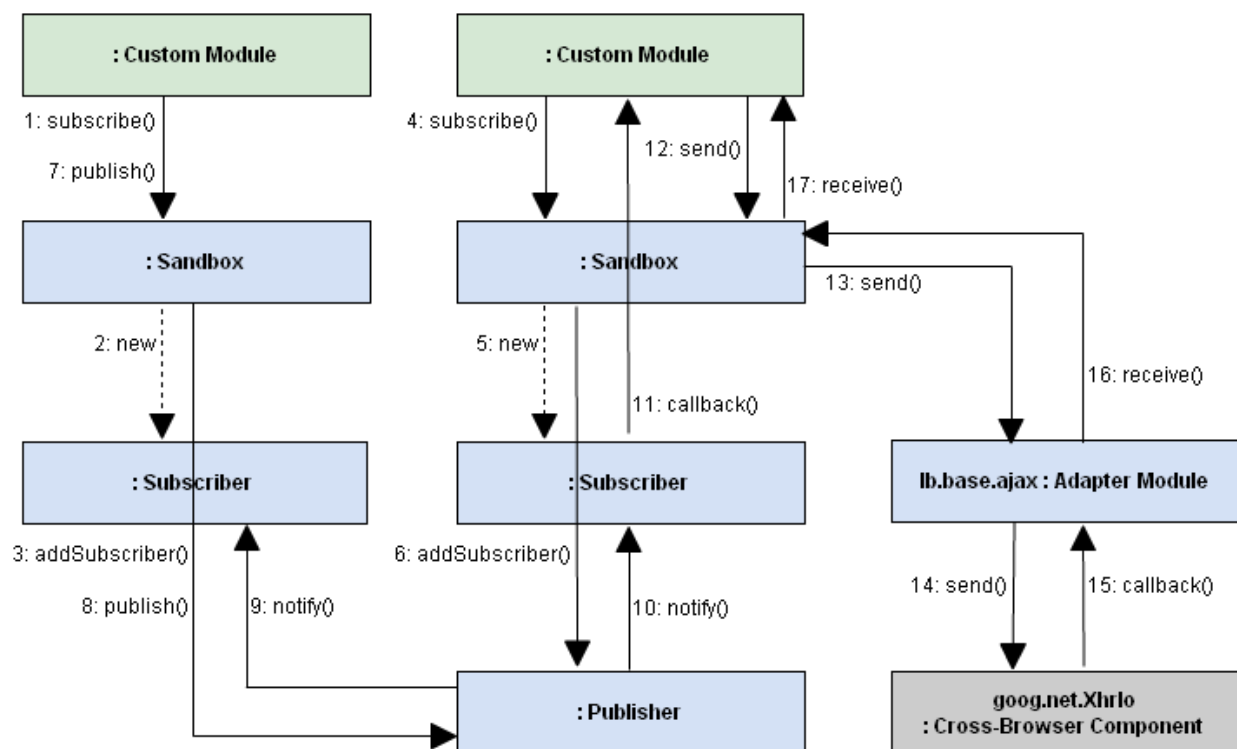 : Custom Module
: Custom Module
1: subscribe()
4: subscribe()
12: send()
7: publish()
17: receive()
: Sandbox
: Sandbox
13: send()
2: new
5: new
16: receive()
11: callback()
: Subscriber
: Subscriber
lb.base.ajax : Adapter Module
3: addSubscriber()
6: addSubscriber()
14: send()
15: callback()
8: publish()
9: notify()
10: notify()
: Publisher
goog.net.XhrIo
: Cross-Browser Component